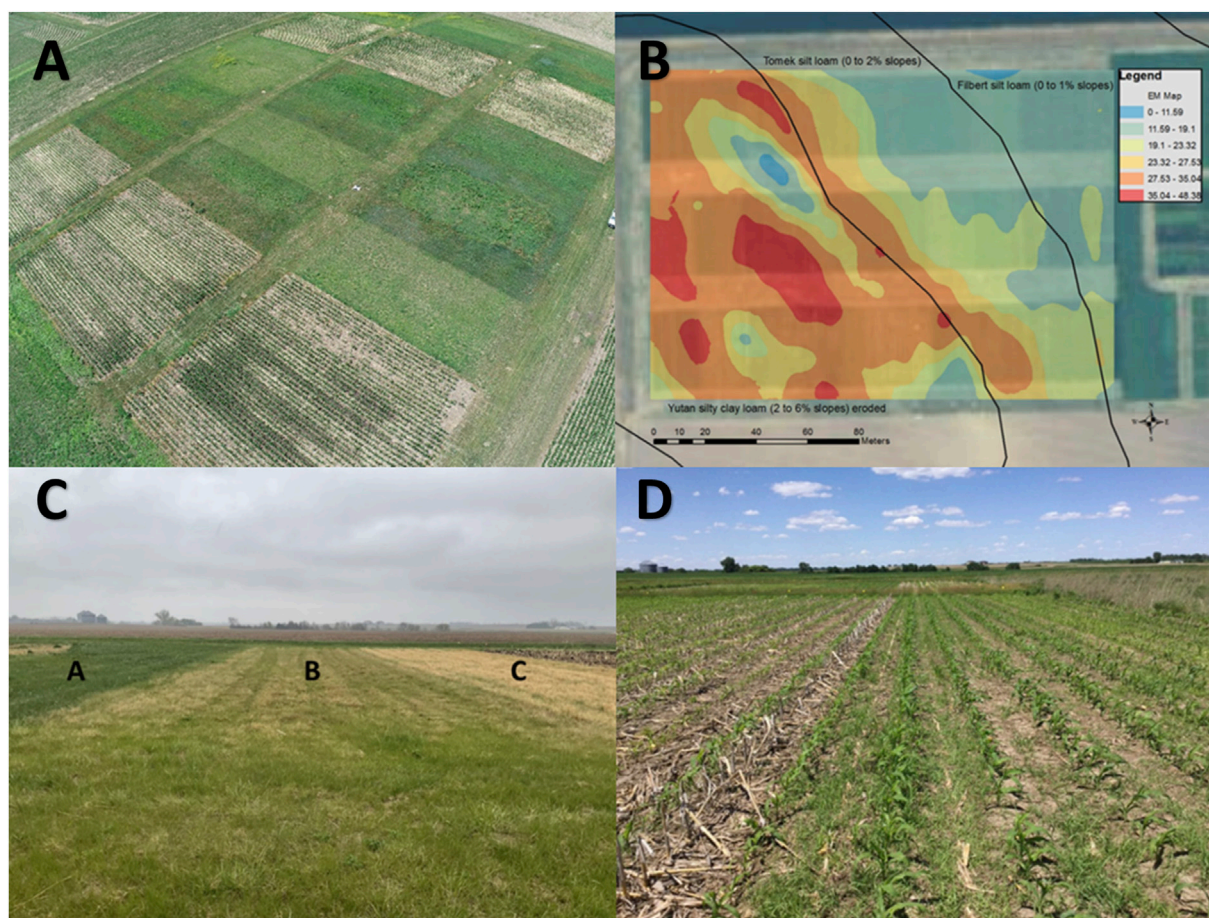 A
B
Tomek silt loam (0 to 2% slopes)
Filbert silt loam (0 to 1% slopes)
Legend
EM Map
0 - 11.59
11.59 - 19.1
19.1 - 23.32
23.32 - 27.53
27.53 - 35.04
35.04 - 48.38
Yutan silty clay loam (2 to 6% slopes) eroded
0 10 20 40 60 80
Meters
N
W E
S
C
A
B
C
D